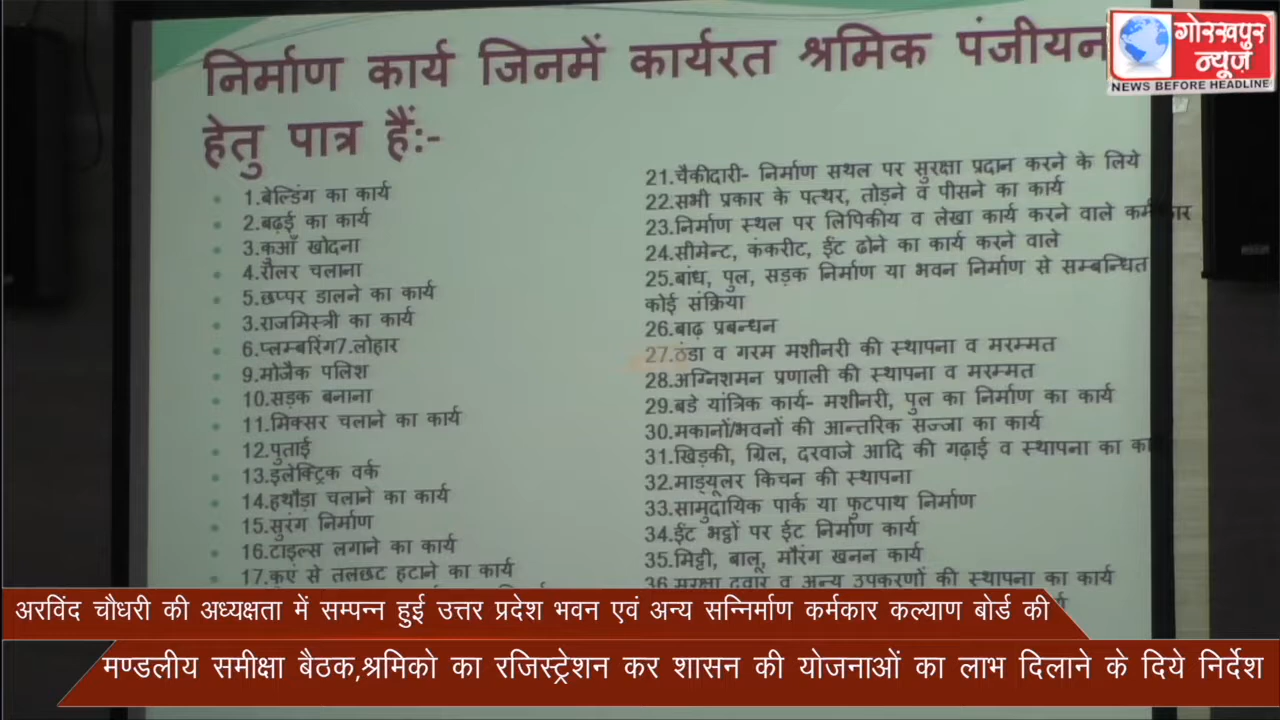 निर्माण कार्य जिनमें कार्यरत श्रमिक पंजीयन
हेतु पात्र हैं:-
1.बेल्डिंग का कार्य
2.बढ़ई का कार्य
3.कुआँ खोदना
4.रौलर चलाना
5.छप्पर डालने का कार्य
3.राजमिस्त्री का कार्य
6.प्लम्बरिंग7.लोहार
9.मोजैक पलिश
10.सड़क बनाना
11.मिक्सर चलाने का कार्य
12.पुताई
13.इलेक्ट्रिक वर्क
14.हथौड़ा चलाने का कार्य
15.सुरंग निर्माण
16.टाइल्स लगाने का कार्य
17.कुएं से तलछट हटाने का कार्य
21.चैकीदारी- निर्माण सथल पर सुरक्षा प्रदान करने के लिये
22.सभी प्रकार के पत्थर, तोड़ने व पीसने का कार्य
23.निर्माण स्थल पर लिपिकीय व लेखा कार्य करने वाले कर्मकार
24.सीमेन्ट, कंकरीट, ईंट ढोने का कार्य करने वाले
25.बांध, पुल, सड़क निर्माण या भवन निर्माण से सम्बन्धित
कोई संक्रिया
26.बाढ़ प्रबन्धन
27.ठंडा व गरम मशीनरी की स्थापना व मरम्मत
28.अग्निशमन प्रणाली की स्थापना व मरम्मत
29.बडे यांत्रिक कार्य- मशीनरी, पुल का निर्माण का कार्य
30.मकानों/भवनों की आन्तरिक सज्जा का कार्य
31.खिड़की, ग्रिल, दरवाजे आदि की गढ़ाई व स्थापना का
32.माड्यूलर किचन की स्थापना
33.सामुदायिक पार्क या फुटपाथ निर्माण
34.ईंट भट्ठों पर ईट निर्माण कार्य
35.मिट्टी, बालू, मौरंग खनन कार्य
36.सुरक्षा द्वार व अन्य उपकरणों की स्थापना का कार्य
गोरखपुर
न्यूज़
NEWS BEFORE HEADLINE
अरविंद चौधरी की अध्यक्षता में सम्पन्न हुई उत्तर प्रदेश भवन एवं अन्य सन्निर्माण कर्मकार कल्याण बोर्ड की
मण्डलीय समीक्षा बैठक,श्रमिको का रजिस्ट्रेशन कर शासन की योजनाओं का लाभ दिलाने के दिये निर्देश